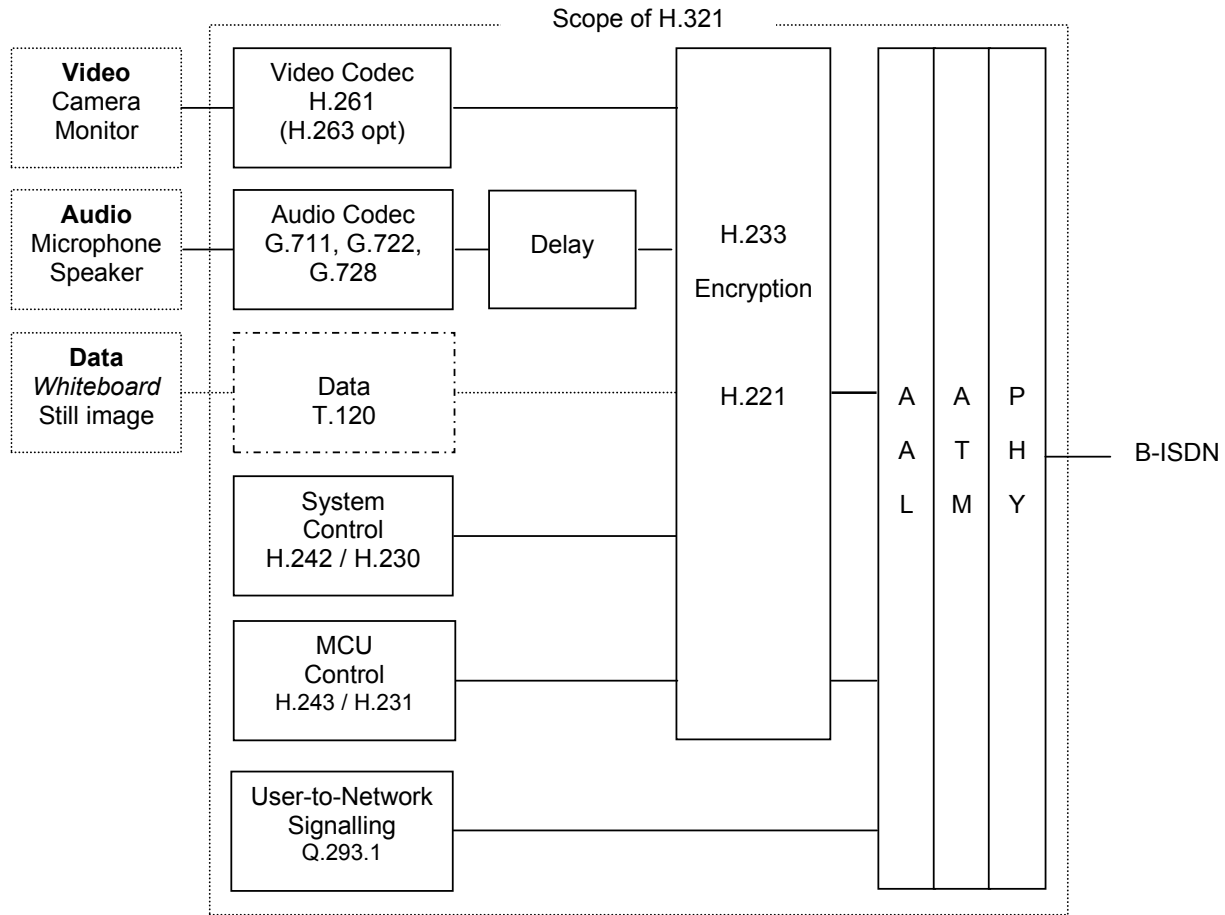 Scope of H.321
Video
Camera
Monitor
Video Codec
H.261
(H.263 opt)
Audio
Microphone
Speaker
Audio Codec
G.711, G.722,
G.728
Delay
H.233
Encryption
H.221
Data
Whiteboard
Still image
Data
T.120
System
Control
H.242 / H.230
MCU
Control
H.243 / H.231
User-to-Network
Signalling
Q.293.1
A
A
L
A
T
M
P
H
Y
B-ISDN